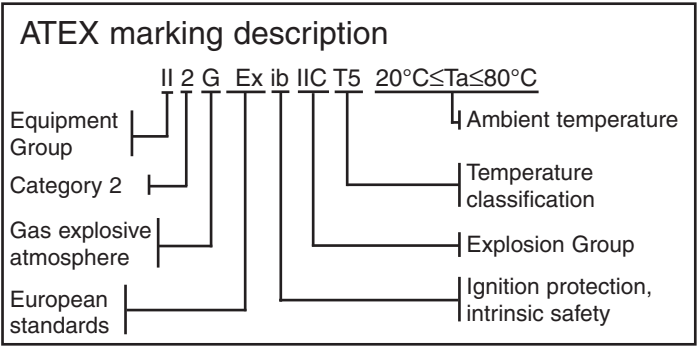 ATEX marking description
II 2 G Ex ib IIC T5 20°C≤Ta≤80°C
Equipment
Group
Category 2
Gas explosive
atmosphere
European
standards
Ambient temperature
Temperature
classification
Explosion Group
Ignition protection,
intrinsic safety